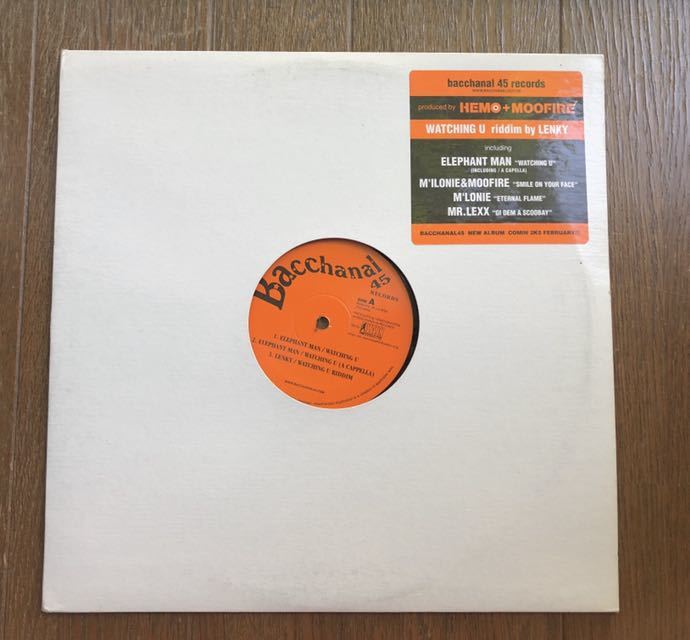 bacchanal 45 records
produced by HEMO+MOOFIRE
WATCHING U riddim by LENKY
including
ELEPHANT MAN "WATCHING U"
(INCLUDING / A CAPELLA)
M'ILONIE&MOOFIRE "SMILE ON YOUR FACE"
M'LONIE "ETERNAL FLAME"
MR.LEXX "GI DEM A SCOOBAY"
BACCHANAL45 NEW ALBUM COMIN 2K3 FEBRUARY!!
Bacchanal
45
RECORDS
SIDE A
1. ELEPHANT MAN / WATCHING U
2. ELEPHANT MAN / WATCHING U (A CAPPELLA)
3. LENKY / WATCHING U RIDDIM